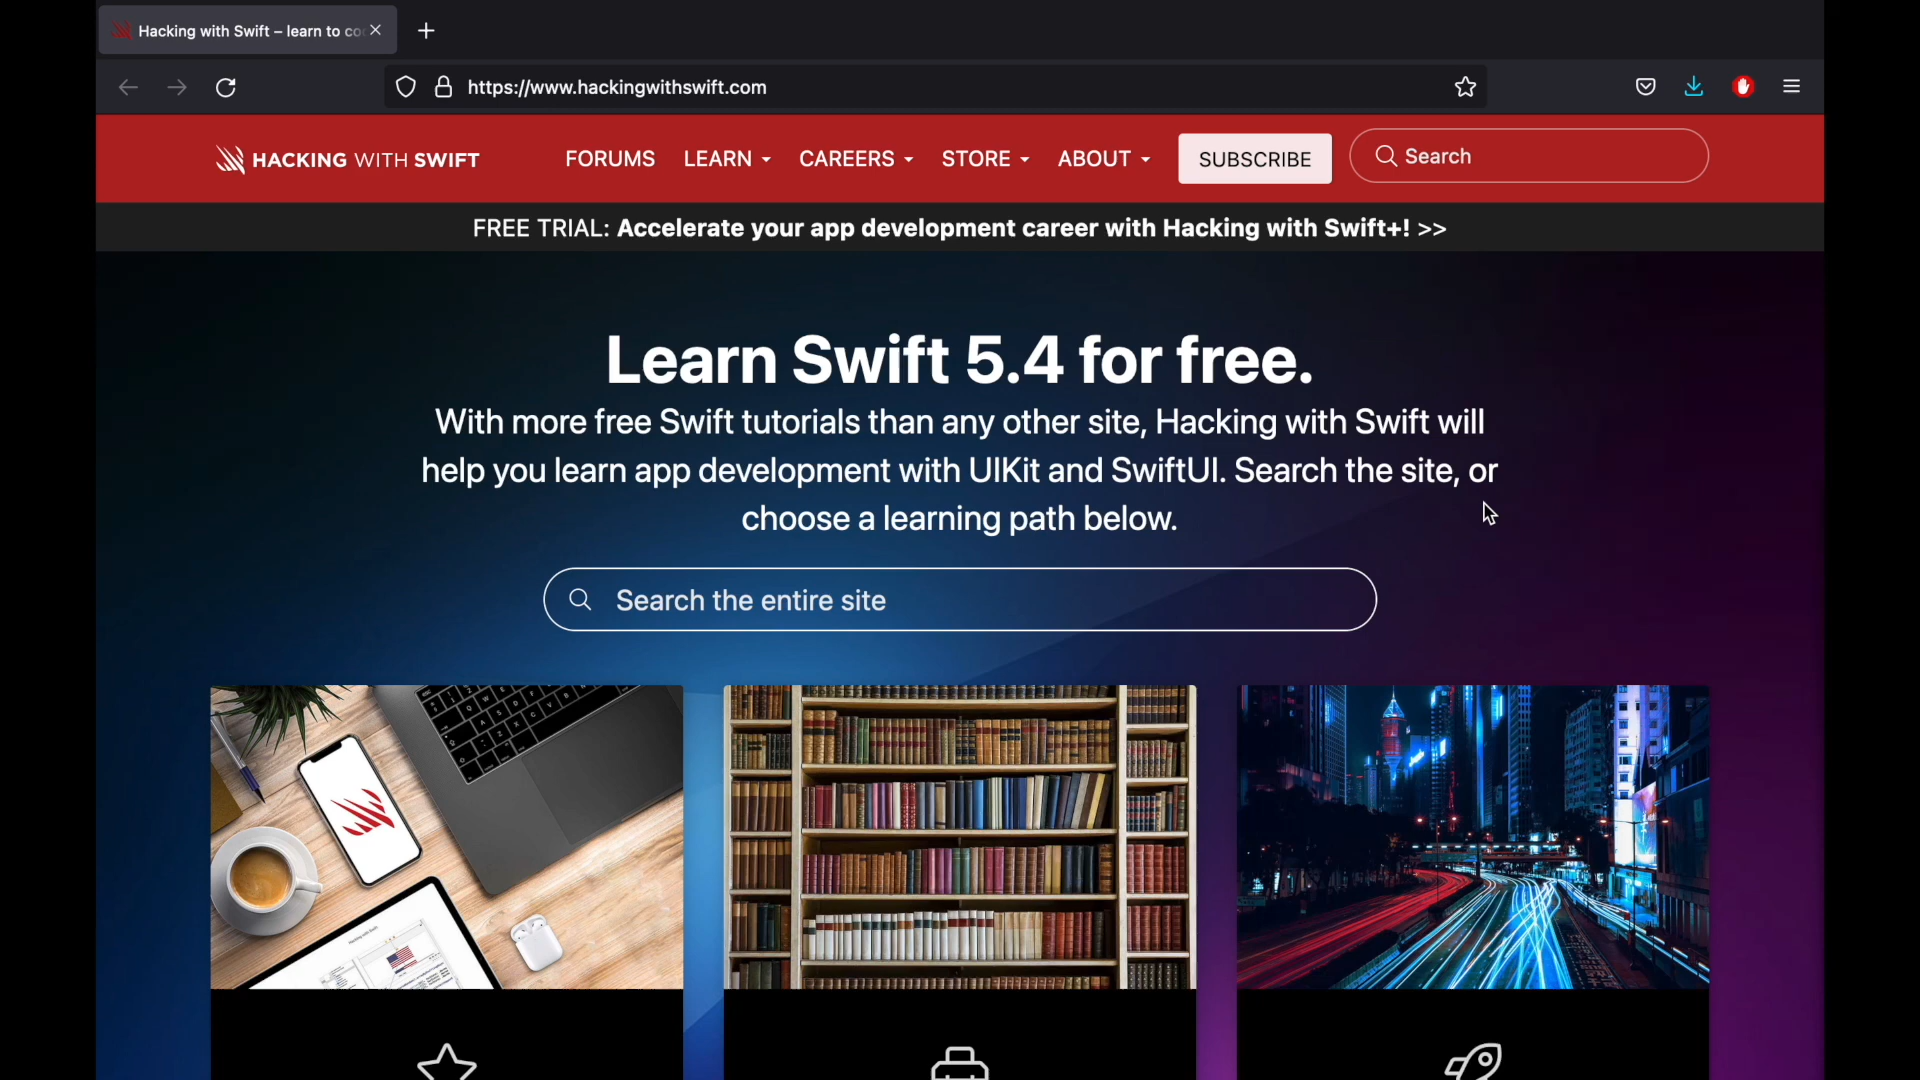 Hacking with Swift – learn to co
https://www.hackingwithswift.com
HACKING WITH SWIFT
FORUMS
LEARN
CAREERS
STORE
ABOUT
SUBSCRIBE
Search
FREE TRIAL: Accelerate your app development career with Hacking with Swift+! >>
Learn Swift 5.4 for free.
With more free Swift tutorials than any other site, Hacking with Swift will
help you learn app development with UIKit and SwiftUI. Search the site, or
choose a learning path below.
Search the entire site